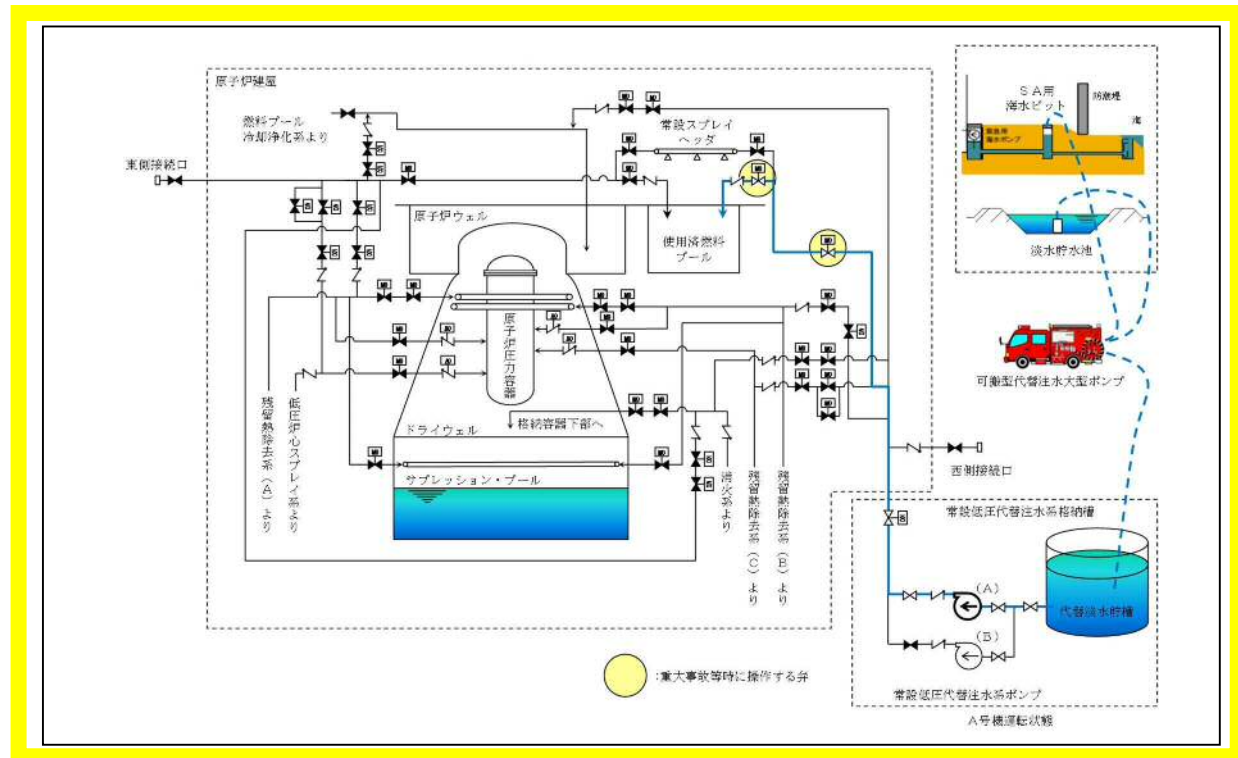 原子炉建屋
燃料プール
冷却浄化系より
東側接続口
常設スプレイ
ヘッダ
ＳＡ用
海水ピット
防潮堤
海
緊急用
海水ポンプ
原子炉ウェル
使用済燃料
プール
淡水貯水池
原子炉圧力容器
可搬型代替注水大型ポンプ
格納容器下部へ
ドライウェル
サプレッション・プール
残留熱除去系（Ａ）より
低圧炉心スプレイ系より
消火系より
残留熱除去系（Ｃ）より
残留熱除去系（Ｂ）より
西側接続口
常設低圧代替注水系格納槽
（Ａ）
代替淡水貯槽
（Ｂ）
：重大事故等時に操作する弁
常設低圧代替注水系ポンプ
Ａ号機運転状態